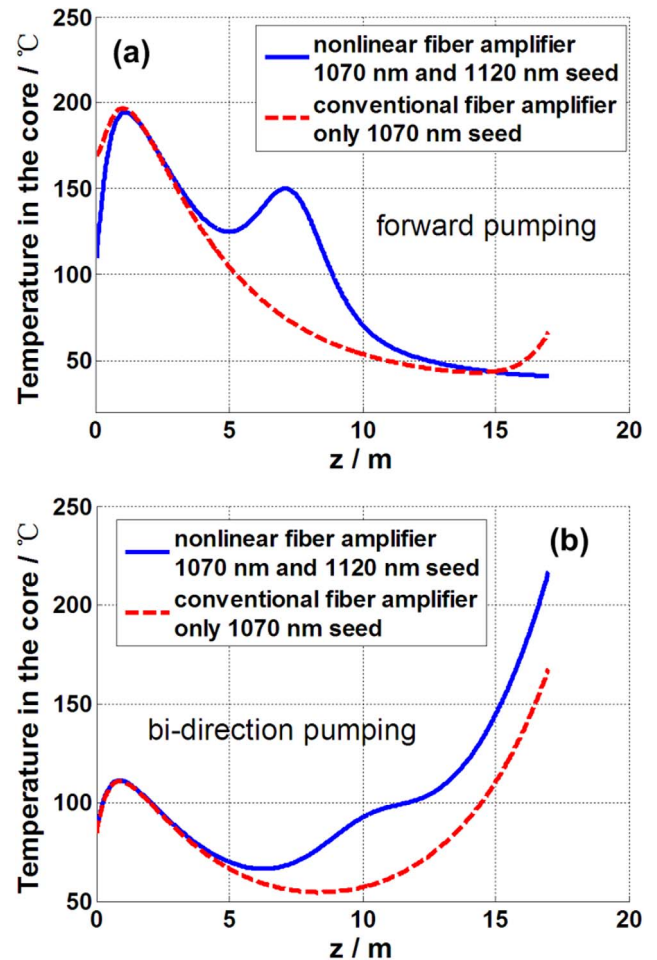 Temperature in the core / ℃
250
200
150
100
50
(a)
nonlinear fiber amplifier
1070 nm and 1120 nm seed
conventional fiber amplifier
only 1070 nm seed
forward pumping
0 5 10 15 20
z / m
Temperature in the core / ℃
250
200
150
100
50
nonlinear fiber amplifier
1070 nm and 1120 nm seed
conventional fiber amplifier
only 1070 nm seed
(b)
bi-direction pumping
0 5 10 15 20
z / m